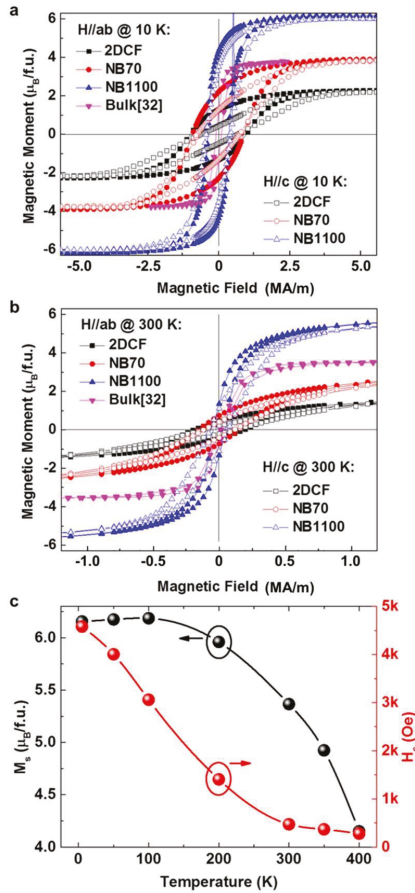 a
H//ab @ 10 K:
2DCF
NB70
NB1100
Bulk[32]
H//c @ 10 K:
2DCF
NB70
NB1100
Magnetic Moment (μB/f.u.)
6
4
2
0
-2
-4
-6
-5.0 -2.5 0 2.5 5.0
Magnetic Field (MA/m)
b
H//ab @ 300 K:
2DCF
NB70
NB1100
Bulk[32]
H//c @ 300 K:
2DCF
NB70
NB1100
Magnetic Moment (μB/f.u.)
6
4
2
0
-2
-4
-6
-1.0 -0.5 0 0.5 1.0
Magnetic Field (MA/m)
c
Ms (μB/f.u.)
6.0
5.5
5.0
4.5
4.0
5k
4k
3k
2k
1k
0
Hc (Oe)
0 100 200 300 400
Temperature (K)